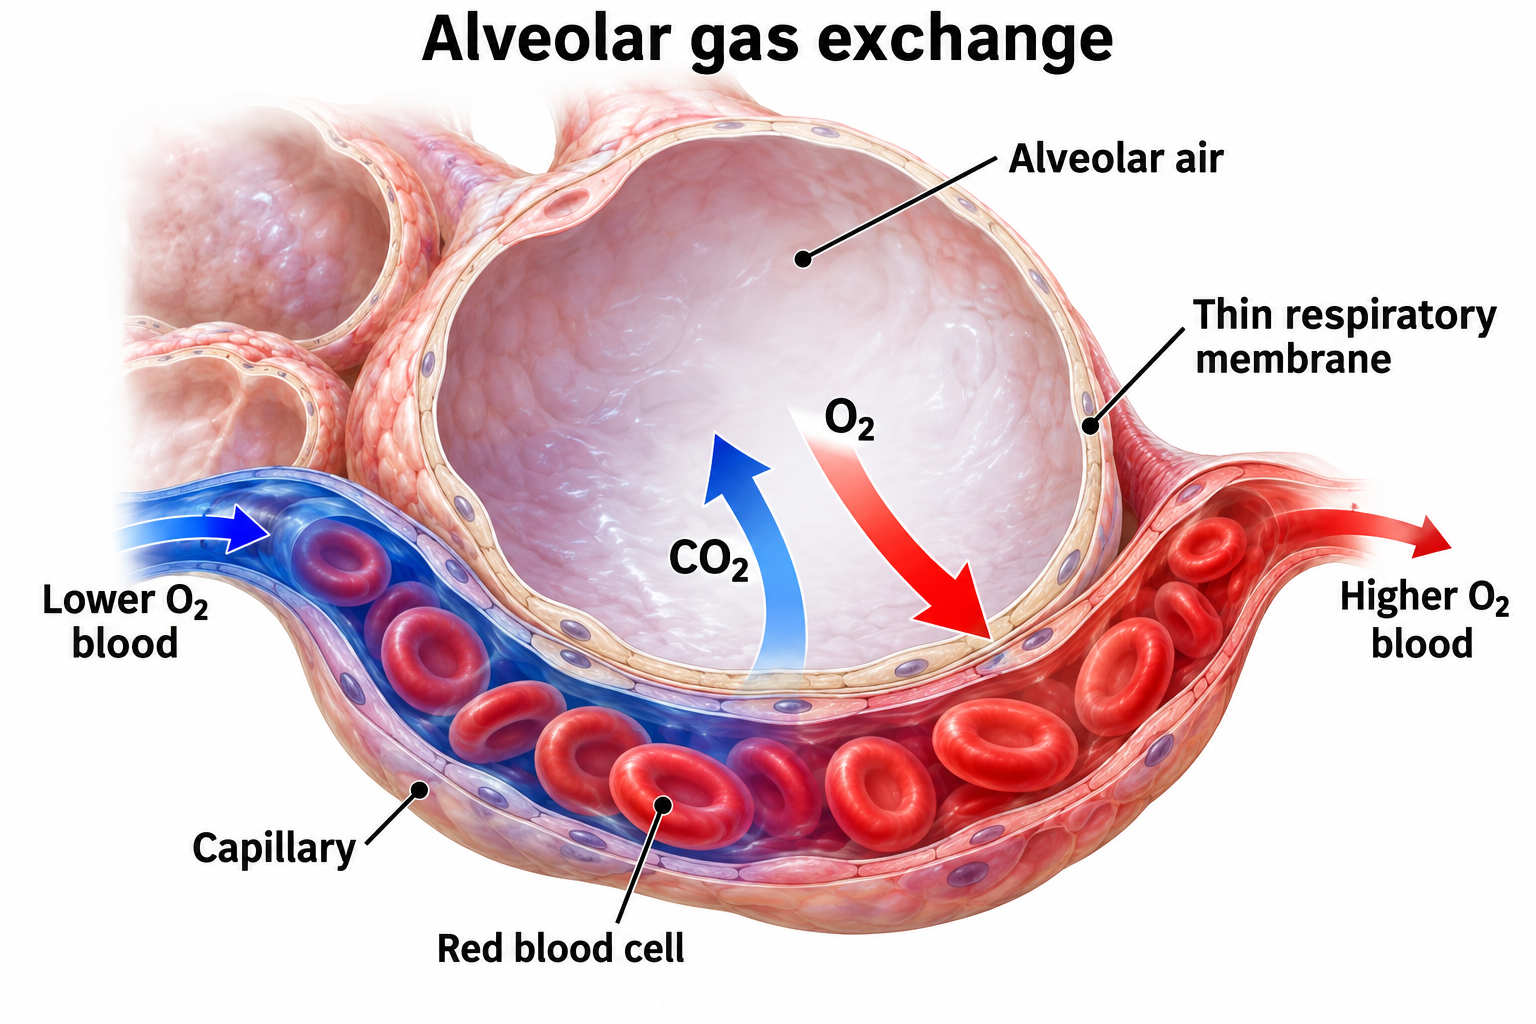 Alveolar gas exchange
Alveolar air
Thin respiratory
membrane
O₂
CO₂
Lower O₂
blood
Higher O₂
blood
Capillary
Red blood cell